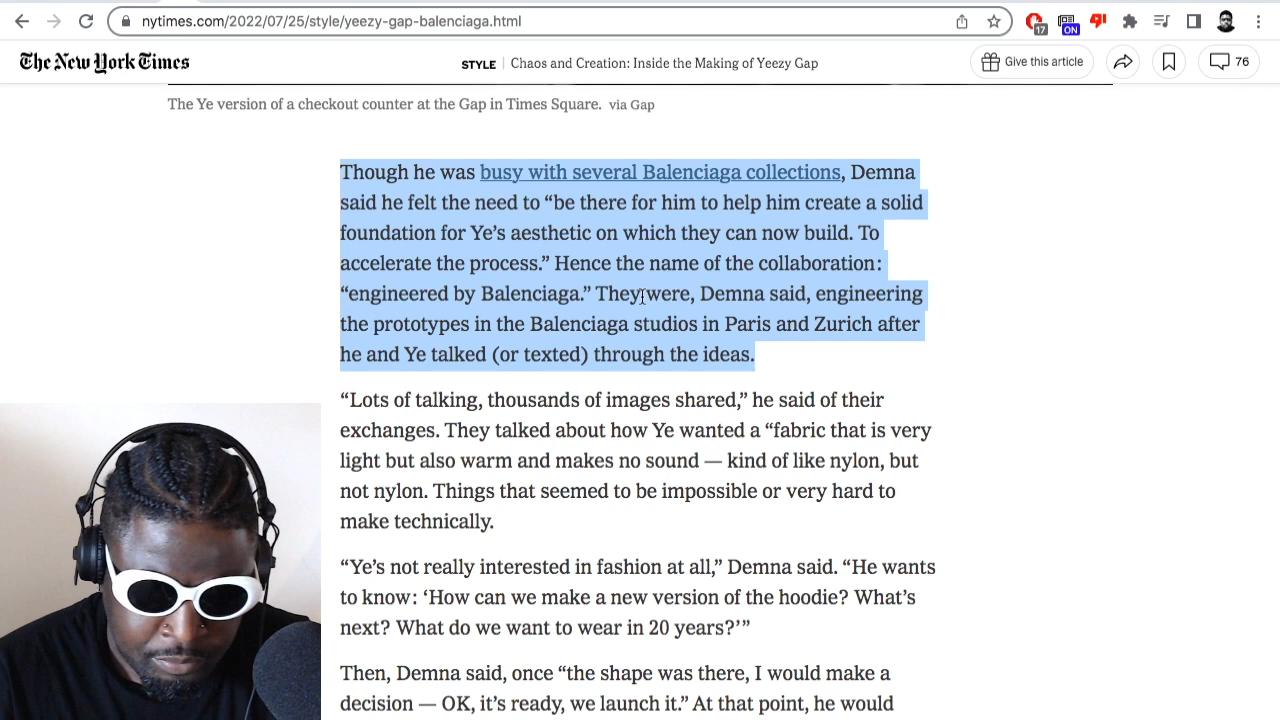 nytimes.com/2022/07/25/style/yeezy-gap-balenciaga.html
17
ON
The New York Times
STYLE | Chaos and Creation: Inside the Making of Yeezy Gap
Give this article
76
The Ye version of a checkout counter at the Gap in Times Square. via Gap
Though he was busy with several Balenciaga collections, Demna
said he felt the need to “be there for him to help him create a solid
foundation for Ye’s aesthetic on which they can now build. To
accelerate the process.” Hence the name of the collaboration:
“engineered by Balenciaga.” They were, Demna said, engineering
the prototypes in the Balenciaga studios in Paris and Zurich after
he and Ye talked (or texted) through the ideas.
“Lots of talking, thousands of images shared,” he said of their
exchanges. They talked about how Ye wanted a “fabric that is very
light but also warm and makes no sound — kind of like nylon, but
not nylon. Things that seemed to be impossible or very hard to
make technically.
“Ye’s not really interested in fashion at all,” Demna said. “He wants
to know: ‘How can we make a new version of the hoodie? What’s
next? What do we want to wear in 20 years?’”
Then, Demna said, once “the shape was there, I would make a
decision — OK, it’s ready, we launch it.” At that point, he would